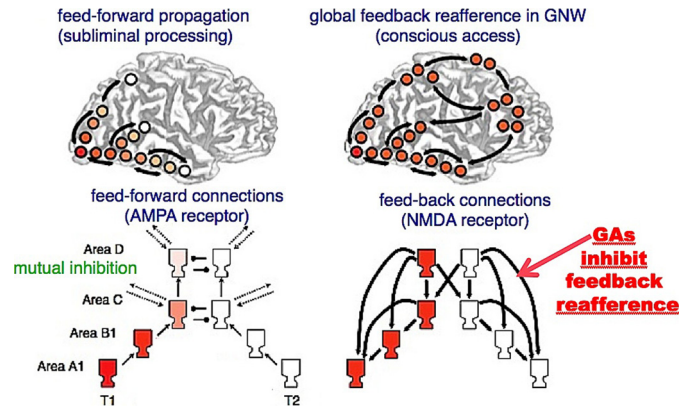 feed-forward propagation
(subliminal processing)
global feedback reafference in GNW
(conscious access)
feed-forward connections
(AMPA receptor)
feed-back connections
(NMDA receptor)
Area D
mutual inhibition
Area C
Area B1
Area A1
T1
T2
GAs
inhibit
feedback
reafference